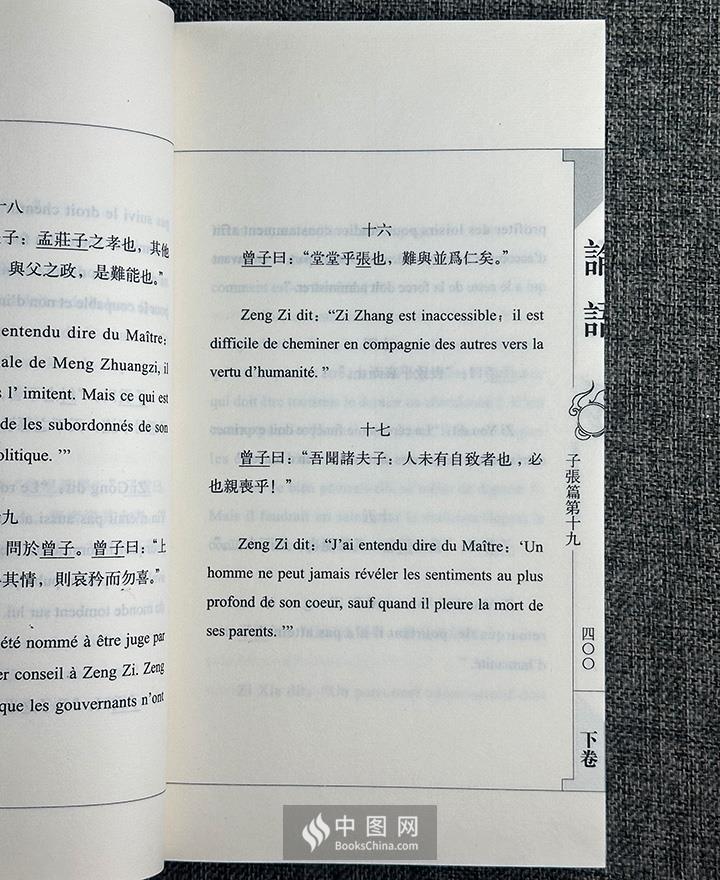 十六
曾子曰：“堂堂乎張也，難與並爲仁矣。”
Zeng Zi dit: “Zi Zhang est inaccessible; il est
difficile de cheminer en compagnie des autres vers la
vertu d’humanité. ”
十七
曾子曰：“吾聞諸夫子：人未有自致者也，必
也親喪乎！”
Zeng Zi dit: “J’ai entendu dire du Maître: ‘Un
homme ne peut jamais révéler les sentiments au plus
profond de son coeur, sauf quand il pleure la mort de
ses parents. ’”
論語
子張篇第十九
四〇〇
下卷
十八
子：孟莊子之孝也，其他
與父之政，是難能也。”
entendu dire du Maître:
ale de Meng Zhuangzi, il
s l’ imitent. Mais ce qui est
de les subordonnés de son
olitique. ’”
九
問於曾子。曾子曰：“上
其情，則哀矜而勿喜。”
été nommé à être juge par
er conseil à Zeng Zi. Zeng
que les gouvernants n’ont
中图网
BooksChina.com